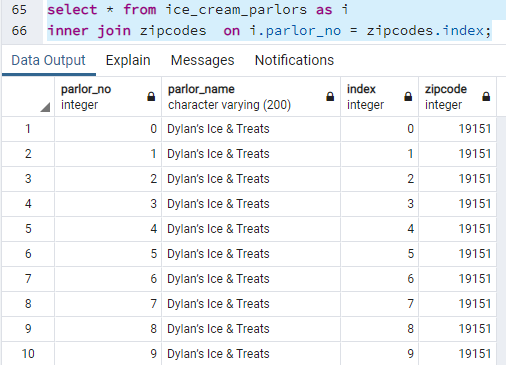 65 select * from ice_cream_parlors as i
66 inner join zipcodes  on i.parlor_no = zipcodes.index;
Data Output Explain Messages Notifications
parlor_no parlor_name index zipcode
integer character varying (200) integer integer
1 0 Dylan's Ice & Treats 0 19151
2 1 Dylan's Ice & Treats 1 19151
3 2 Dylan's Ice & Treats 2 19151
4 3 Dylan's Ice & Treats 3 19151
5 4 Dylan's Ice & Treats 4 19151
6 5 Dylan's Ice & Treats 5 19151
7 6 Dylan's Ice & Treats 6 19151
8 7 Dylan's Ice & Treats 7 19151
9 8 Dylan's Ice & Treats 8 19151
10 9 Dylan's Ice & Treats 9 19151